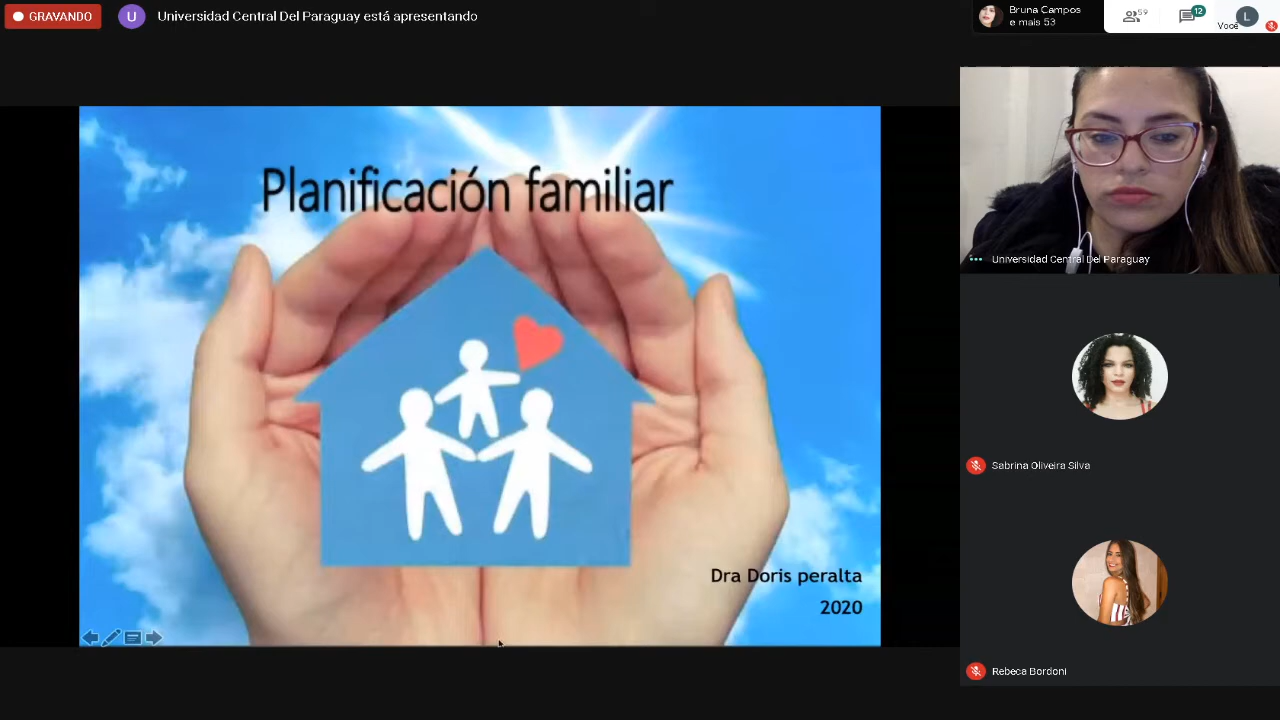 GRAVANDO
U
Universidad Central Del Paraguay está apresentando
Bruna Campos
e mais 53
59
12
Você
L
Planificación familiar
Dra Doris peralta
2020
Universidad Central Del Paraguay
Sabrina Oliveira Silva
Rebeca Bordoni